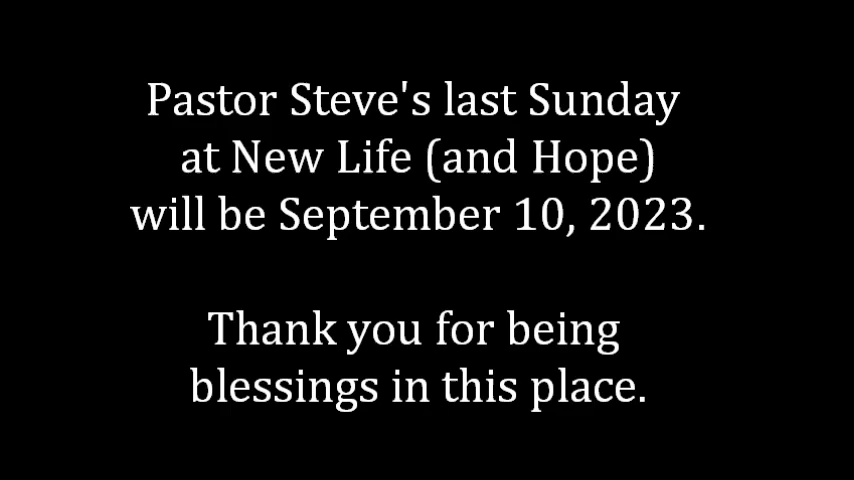 Pastor Steve's last Sunday
at New Life (and Hope)
will be September 10, 2023.
Thank you for being
blessings in this place.